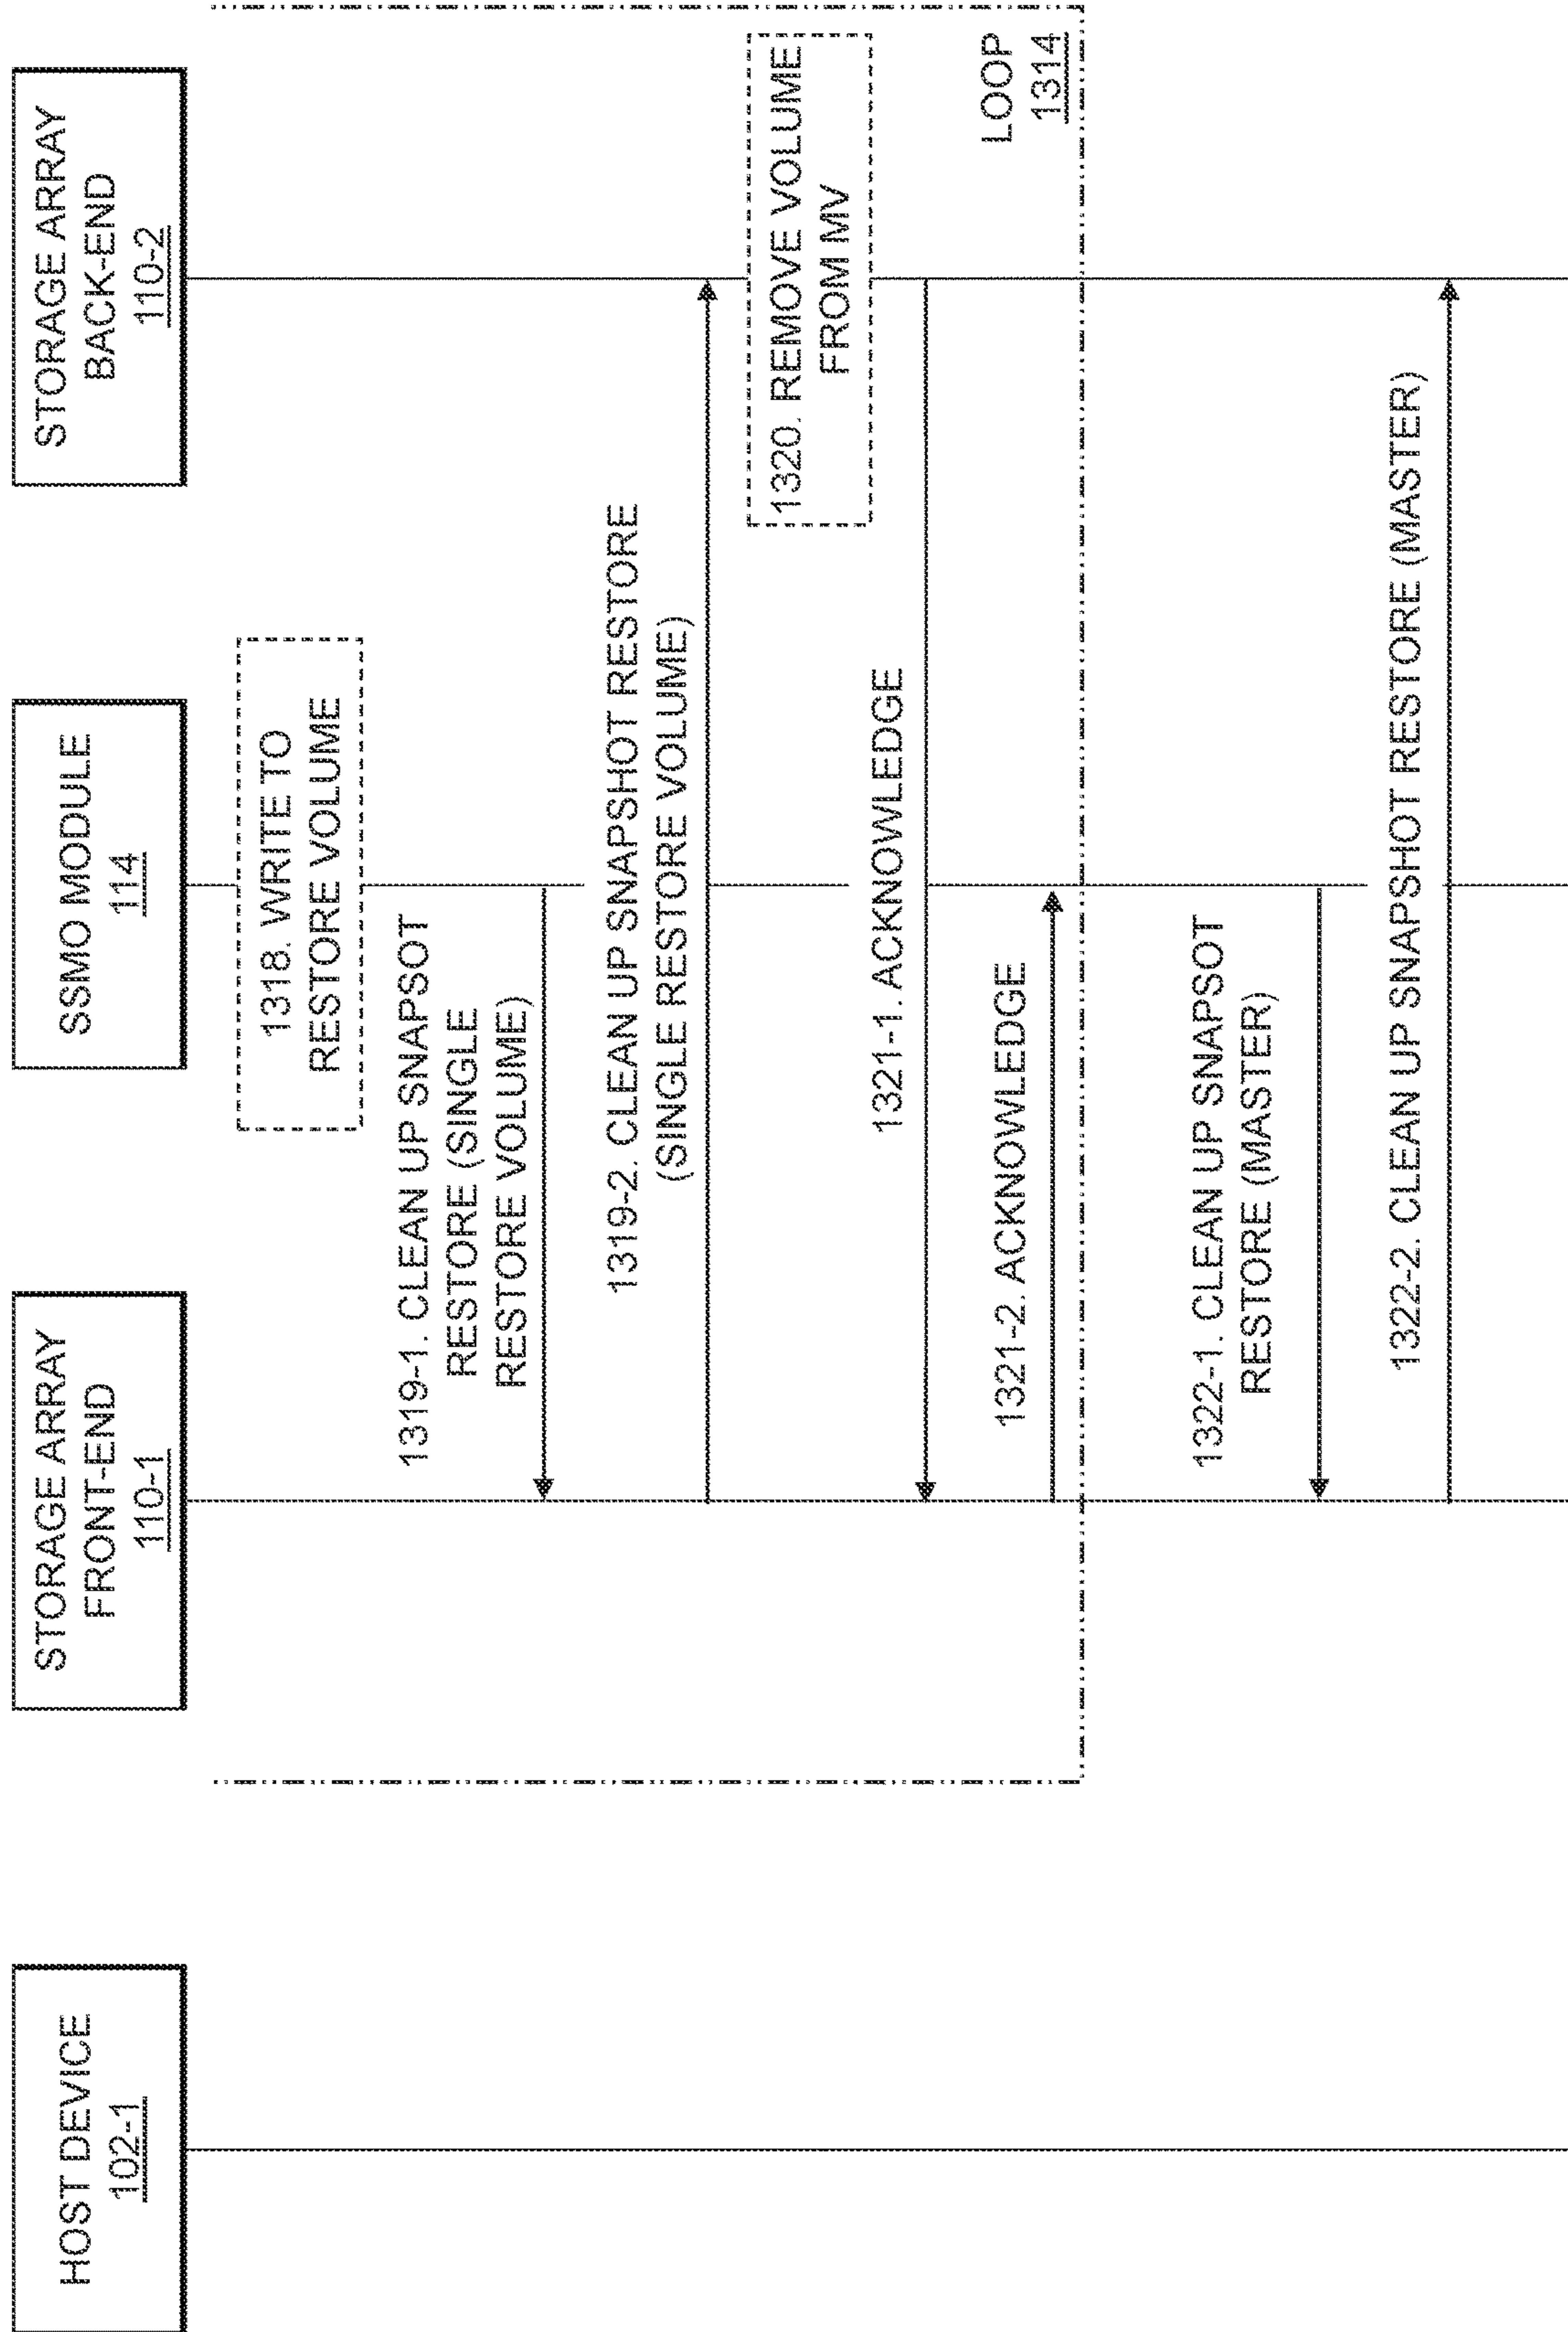 HOST DEVICE
102-1
STORAGE ARRAY
FRONT-END
110-1
SSMO MODULE
114
STORAGE ARRAY
BACK-END
110-2
1318. WRITE TO
RESTORE VOLUME
1319-1. CLEAN UP SNAPSOT
RESTORE (SINGLE
RESTORE VOLUME)
1319-2. CLEAN UP SNAPSHOT RESTORE
(SINGLE RESTORE VOLUME)
1320. REMOVE VOLUME
FROM MV
1321-1. ACKNOWLEDGE
1321-2. ACKNOWLEDGE
LOOP
1314
1322-1. CLEAN UP SNAPSOT
RESTORE (MASTER)
1322-2. CLEAN UP SNAPSHOT RESTORE (MASTER)